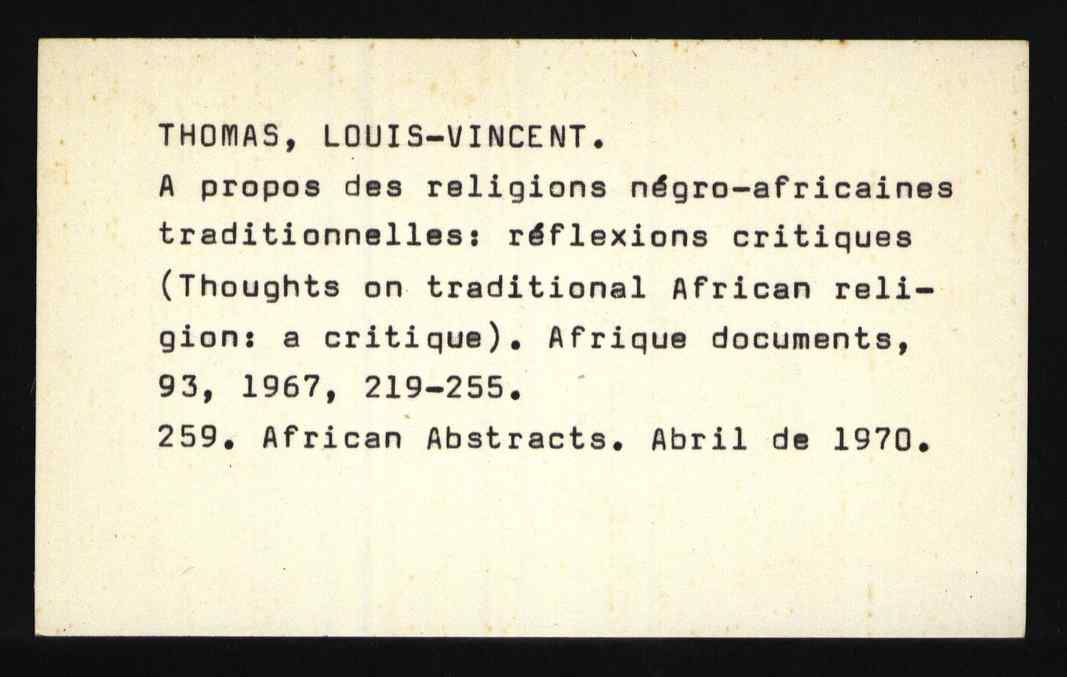 THOMAS, LOUIS-VINCENT.
A propos des religions négro-africaines
traditionnelles: réflexions critiques
(Thoughts on traditional African reli-
gion: a critique). Afrique documents,
93, 1967, 219-255.
259. African Abstracts. Abril de 1970.